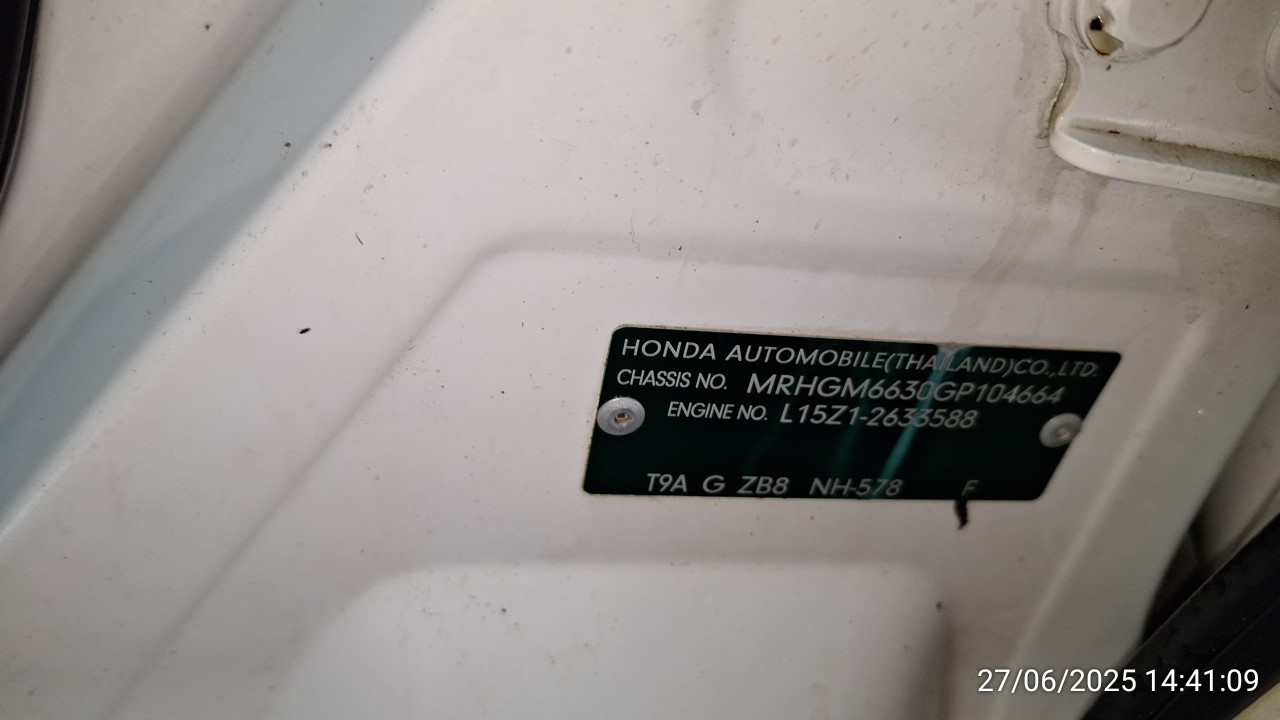 HONDA AUTOMOBILE(THAILAND)CO.,LTD.
CHASSIS NO. MRHGM6630GP104664
ENGINE NO. L15Z1-2633588
T9A G ZB8 NH-578 F
27/06/2025 14:41:09